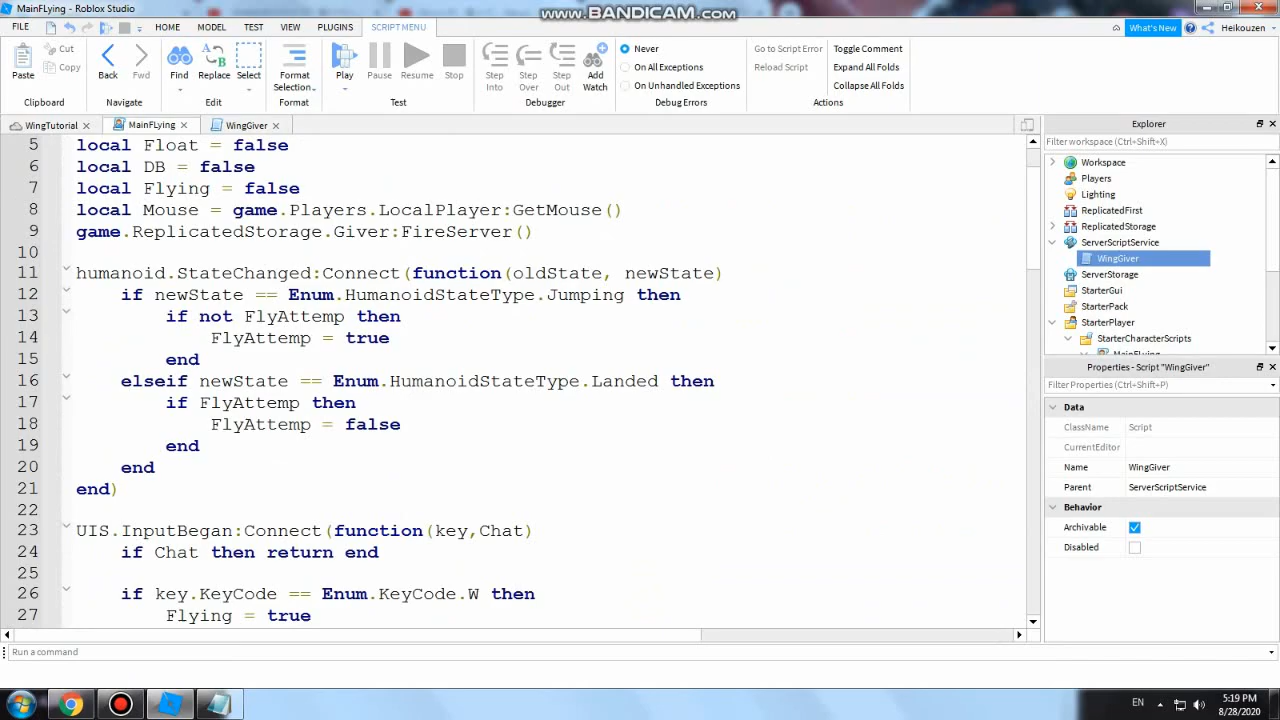 MainFLying - Roblox Studio
www.BANDICAM.com
FILE HOME MODEL TEST VIEW PLUGINS SCRIPT MENU What's New Heikouzen
Paste Cut Copy Back Fwd Find Replace Select Format Selection Play Pause Resume Stop Step Into Step Over Step Out Add Watch
Never
On All Exceptions
On Unhandled Exceptions
Go to Script Error
Reload Script
Toggle Comment
Expand All Folds
Collapse All Folds
Clipboard Navigate Edit Format Test Debugger Debug Errors Actions
WingTutorial MainFLying WingGiver
5 local Float = false
6 local DB = false
7 local Flying = false
8 local Mouse = game.Players.LocalPlayer:GetMouse()
9 game.ReplicatedStorage.Giver:FireServer()
10
11 humanoid.StateChanged:Connect(function(oldState, newState)
12 if newState == Enum.HumanoidStateType.Jumping then
13 if not FlyAttemp then
14 FlyAttemp = true
15 end
16 elseif newState == Enum.HumanoidStateType.Landed then
17 if FlyAttemp then
18 FlyAttemp = false
19 end
20 end
21 end)
22
23 UIS.InputBegan:Connect(function(key,Chat)
24 if Chat then return end
25
26 if key.KeyCode == Enum.KeyCode.W then
27 Flying = true
Run a command
Explorer
Filter workspace (Ctrl+Shift+X)
Workspace
Players
Lighting
ReplicatedFirst
ReplicatedStorage
ServerScriptService
WingGiver
ServerStorage
StarterGui
StarterPack
StarterPlayer
StarterCharacterScripts
MainFLying
Properties - Script "WingGiver"
Filter Properties (Ctrl+Shift+P)
Data
ClassName Script
CurrentEditor
Name WingGiver
Parent ServerScriptService
Behavior
Archivable
Disabled
EN
5:19 PM
8/28/2020